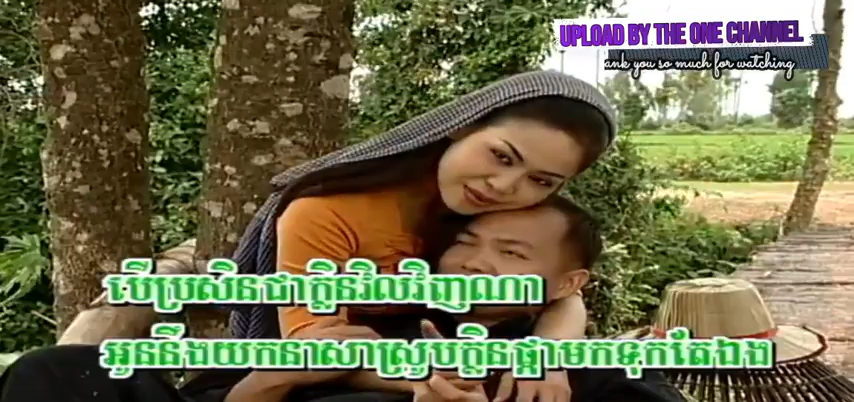 UPLOAD BY THE ONE CHANNEL
ank you so much for watching
បើប្រសិនជាក្លិនវិលវិញណា
អូននឹងយកនាសាស្រូបក្លិនផ្កាមកទុកតែឯង